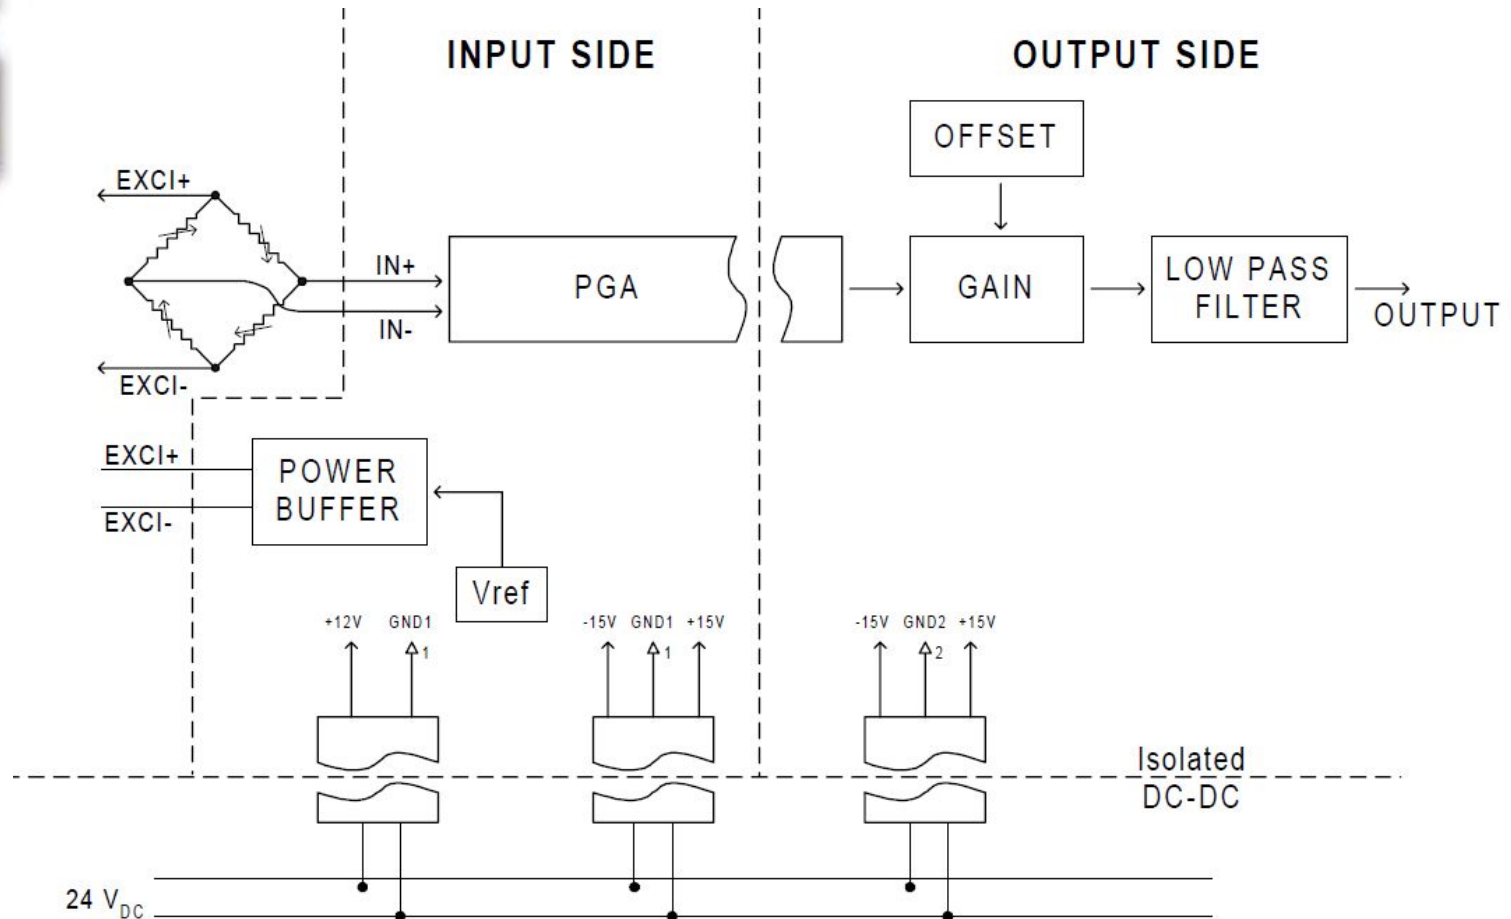 INPUT SIDE
OUTPUT SIDE
OFFSET
EXCI+
IN+
PGA
GAIN
LOW PASS
FILTER
OUTPUT
IN-
EXCI-
EXCI+
POWER
BUFFER
EXCI-
Vref
+12V GND1
-15V GND1 +15V
-15V GND2 +15V
1
1
2
Isolated
DC-DC
24 VDC